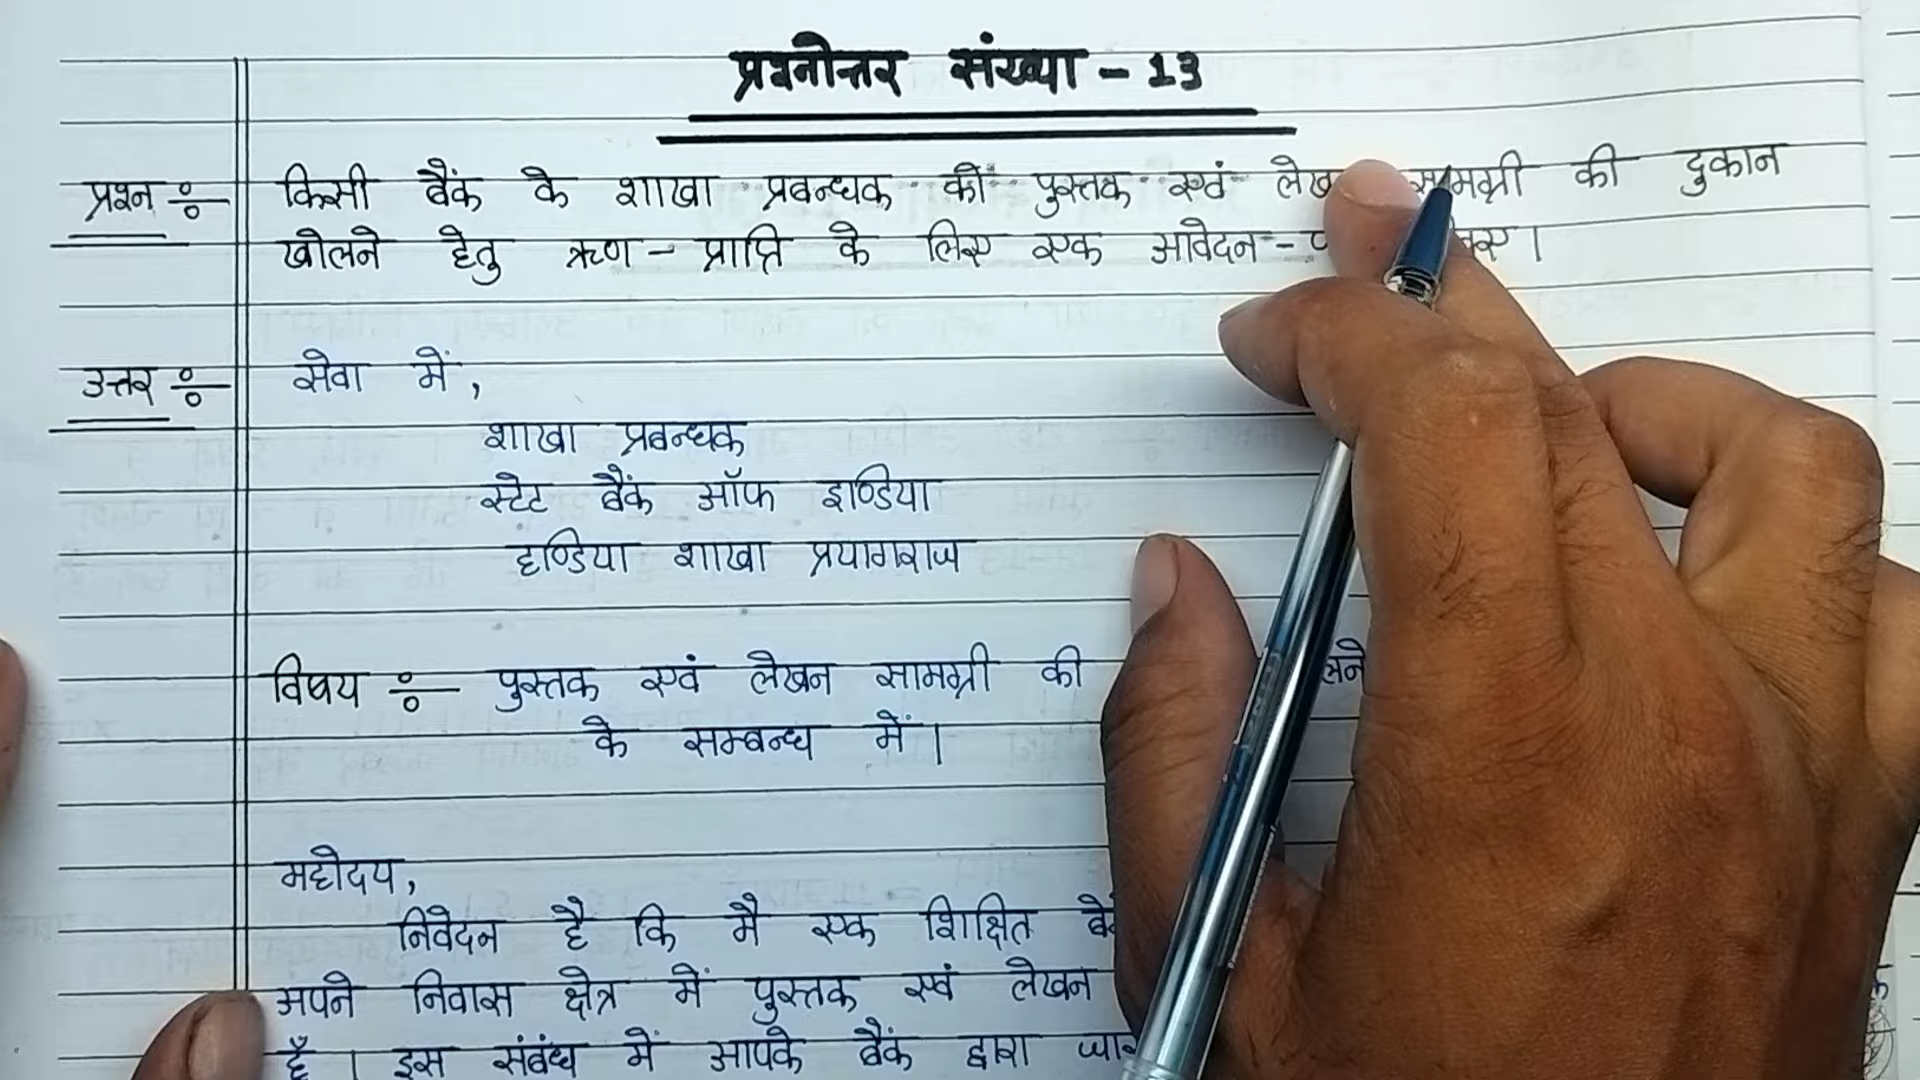 प्रश्नोत्तर संख्या - 13
प्रश्न ÷ किसी बैंक के शाखा प्रबन्धक को पुस्तक एवं सामग्री की दुकान
खोलने हेतु ऋण - प्राप्ति के लिए एक आवेदन -
उत्तर ÷ सेवा में,
शाखा प्रबन्धक
स्टेट बैंक ऑफ इण्डिया
हण्डिया शाखा प्रयागराज
विषय ÷ पुस्तक एवं लेखन सामग्री की
के सम्बन्ध में।
महोदय,
निवेदन है कि मै एक शिक्षित
अपने निवास क्षेत्र में पुस्तक एवं लेखन
हूँ । इस संबंध में आपके बैंक द्वारा